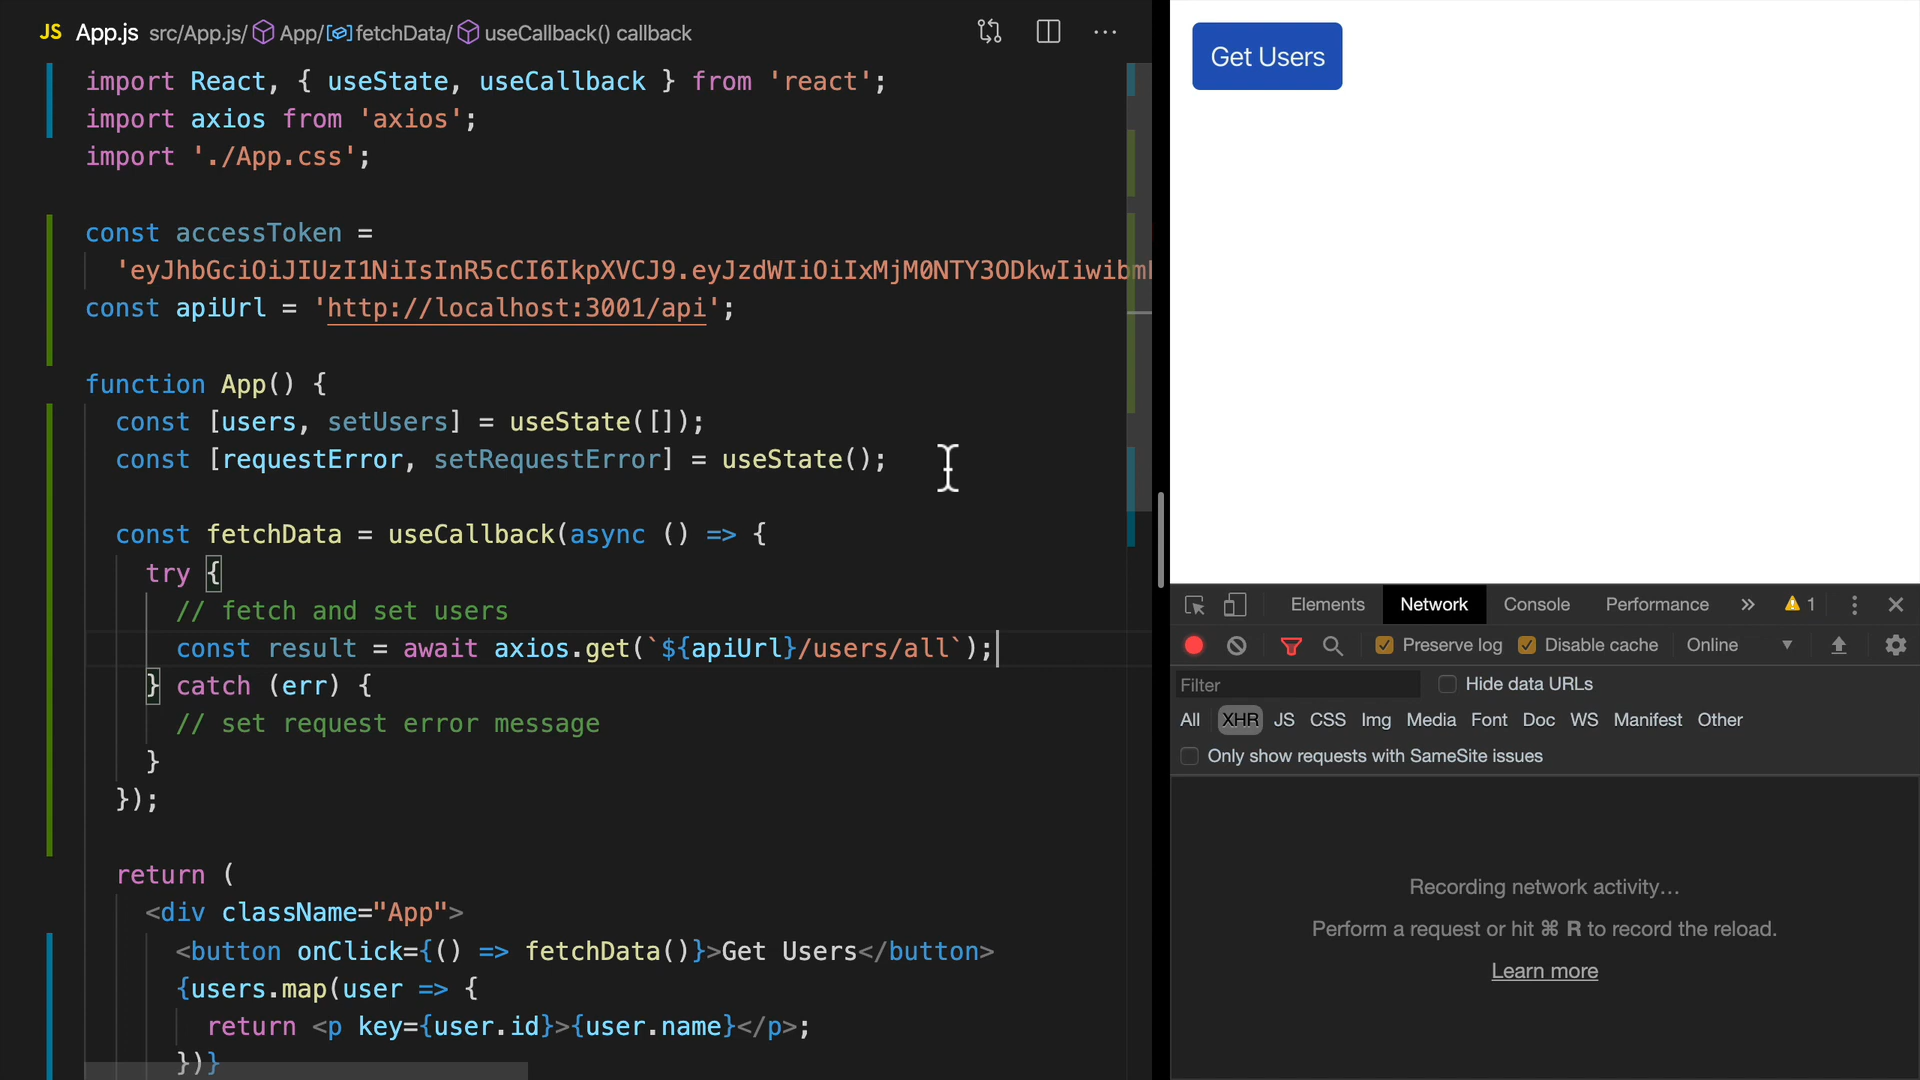 JS App.js src/App.js/ App/ fetchData/ useCallback() callback
import React, { useState, useCallback } from 'react';
import axios from 'axios';
import './App.css';
const accessToken =
'eyJhbGciOiJIUzI1NiIsInR5cCI6IkpXVCJ9.eyJzdWIiOiIxMjM0NTY3ODkwIiwibm
const apiUrl = 'http://localhost:3001/api';
function App() {
const [users, setUsers] = useState([]);
const [requestError, setRequestError] = useState();
const fetchData = useCallback(async () => {
try {
// fetch and set users
const result = await axios.get(`${apiUrl}/users/all`);
} catch (err) {
// set request error message
}
});
return (
<div className="App">
<button onClick={() => fetchData()}>Get Users</button>
{users.map(user => {
return <p key={user.id}>{user.name}</p>;
})}
Get Users
Elements Network Console Performance » 1
Preserve log Disable cache Online
Filter Hide data URLs
All XHR JS CSS Img Media Font Doc WS Manifest Other
Only show requests with SameSite issues
Recording network activity…
Perform a request or hit ⌘ R to record the reload.
Learn more